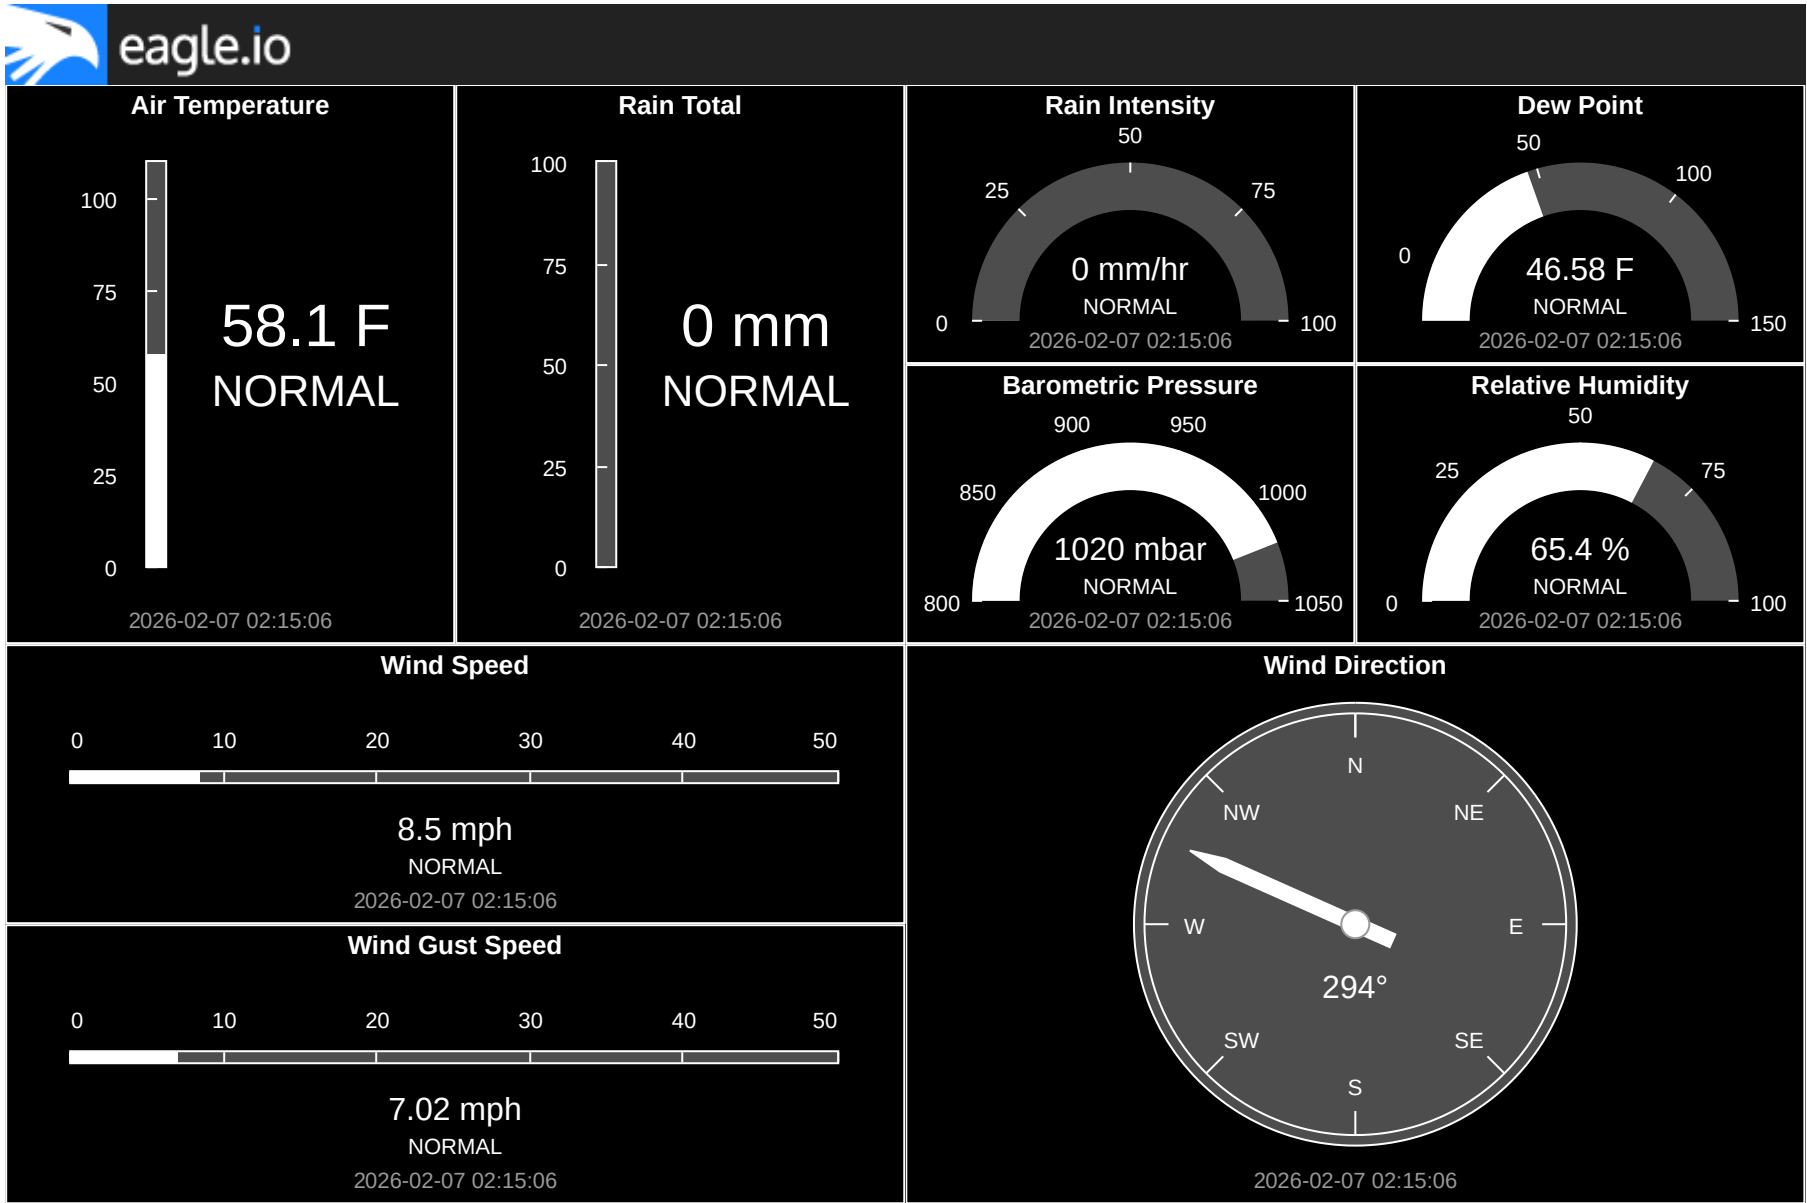 eagle.io
Air Temperature
100
75
50
25
0
58.1 F
NORMAL
2026-02-07 02:15:06
Rain Total
100
75
50
25
0
0 mm
NORMAL
2026-02-07 02:15:06
Rain Intensity
0
25
50
75
100
0 mm/hr
NORMAL
2026-02-07 02:15:06
Dew Point
0
50
100
150
46.58 F
NORMAL
2026-02-07 02:15:06
Barometric Pressure
800
850
900
950
1000
1050
1020 mbar
NORMAL
2026-02-07 02:15:06
Relative Humidity
0
25
50
75
100
65.4 %
NORMAL
2026-02-07 02:15:06
Wind Speed
0 10 20 30 40 50
8.5 mph
NORMAL
2026-02-07 02:15:06
Wind Gust Speed
0 10 20 30 40 50
7.02 mph
NORMAL
2026-02-07 02:15:06
Wind Direction
N
NW NE
W E
294°
SW SE
S
2026-02-07 02:15:06